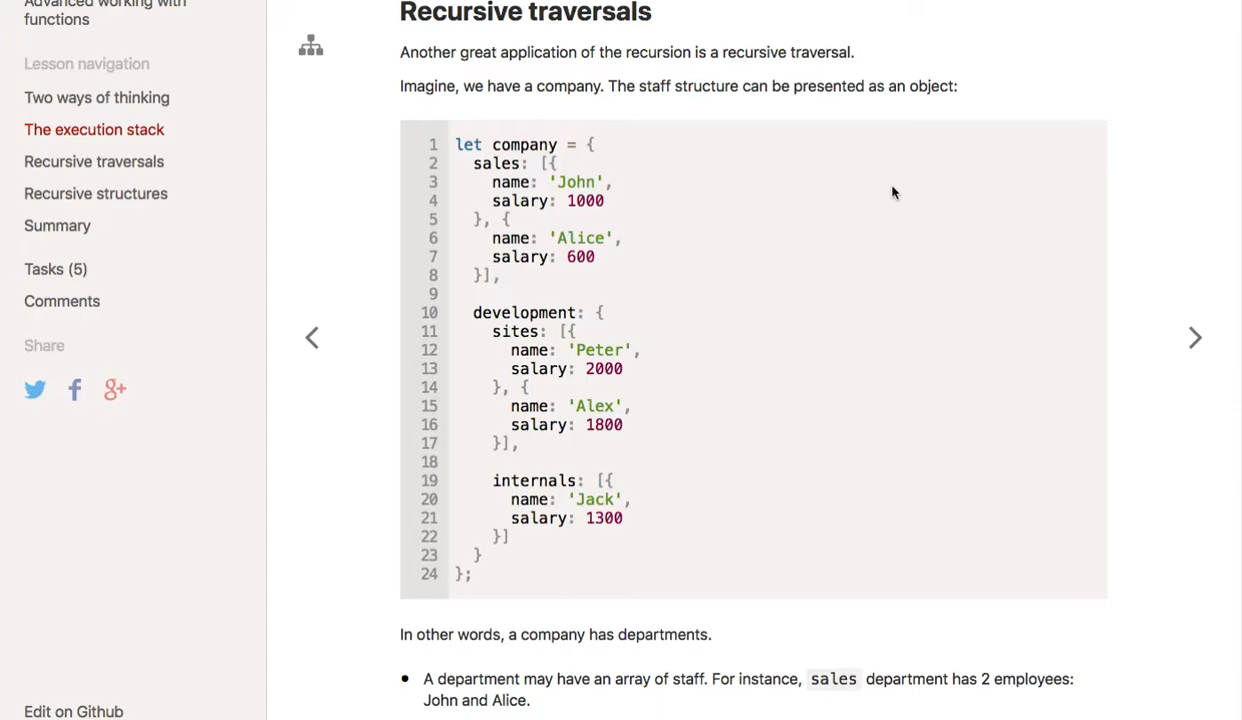 Advanced working with
functions
Lesson navigation
Two ways of thinking
The execution stack
Recursive traversals
Recursive structures
Summary
Tasks (5)
Comments
Share
Edit on Github
Recursive traversals
Another great application of the recursion is a recursive traversal.
Imagine, we have a company. The staff structure can be presented as an object:
1 let company = {
2   sales: [{
3     name: 'John',
4     salary: 1000
5   }, {
6     name: 'Alice',
7     salary: 600
8   }],
9
10   development: {
11     sites: [{
12       name: 'Peter',
13       salary: 2000
14     }, {
15       name: 'Alex',
16       salary: 1800
17     }],
18
19     internals: [{
20       name: 'Jack',
21       salary: 1300
22     }]
23   }
24 };
In other words, a company has departments.
• A department may have an array of staff. For instance, sales department has 2 employees:
John and Alice.